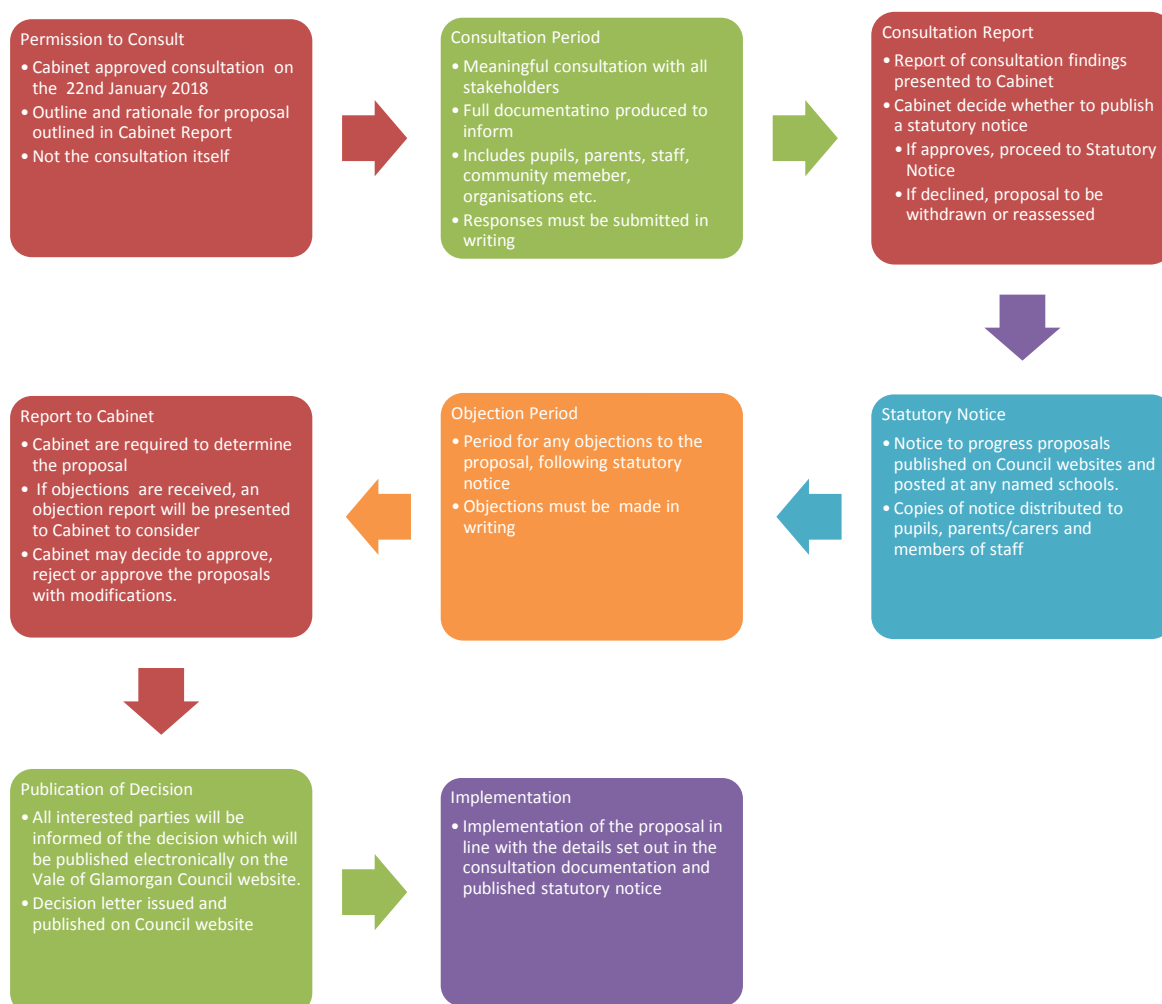 Permission to Consult
• Cabinet approved consultation on
the 22nd January 2018
• Outline and rationale for proposal
outlined in Cabinet Report
• Not the consultation itself
Consultation Period
• Meaningful consultation with all
stakeholders
• Full documentatino produced to
inform
• Includes pupils, parents, staff,
community memeber,
organisations etc.
• Responses must be submitted in
writing
Consultation Report
• Report of consultation findings
presented to Cabinet
• Cabinet decide whether to publish
a statutory notice
• If approves, proceed to Statutory
Notice
• If declined, proposal to be
withdrawn or reassessed
Statutory Notice
• Notice to progress proposals
published on Council websites and
posted at any named schools.
• Copies of notice distributed to
pupils, parents/carers and
members of staff
Objection Period
• Period for any objections to the
proposal, following statutory
notice
• Objections must be made in
writing
Report to Cabinet
• Cabinet are required to determine
the proposal
• If objections are received, an
objection report will be presented
to Cabinet to consider
• Cabinet may decide to approve,
reject or approve the proposals
with modifications.
Publication of Decision
• All interested parties will be
informed of the decision which will
be published electronically on the
Vale of Glamorgan Council website.
• Decision letter issued and
published on Council website
Implementation
• Implementation of the proposal in
line with the details set out in the
consultation documentation and
published statutory notice